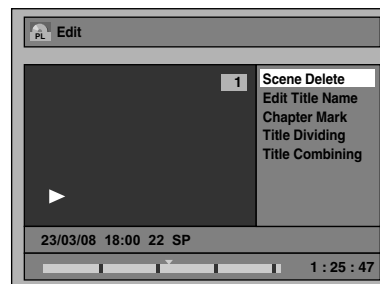 PL Edit
1
Scene Delete
Edit Title Name
Chapter Mark
Title Dividing
Title Combining
23/03/08 18:00 22 SP
1 : 25 : 47